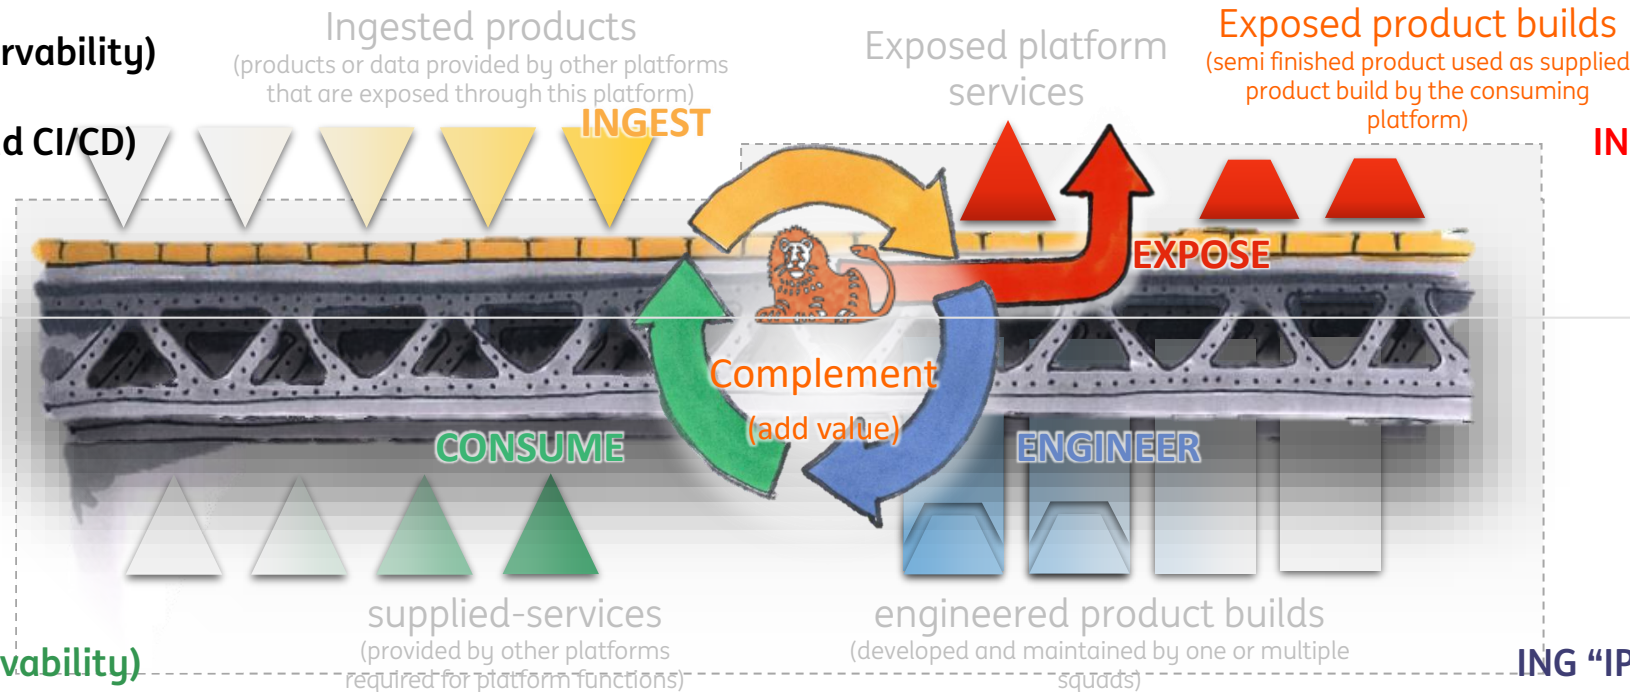 rvability)
d CI/CD)
Ingested products
(products or data provided by other platforms
that are exposed through this platform)
INGEST
Exposed platform
services
Exposed product builds
(semi finished product used as supplied
product build by the consuming
platform)
IN
EXPOSE
Complement
(add value)
CONSUME
ENGINEER
supplied-services
(provided by other platforms
required for platform functions)
engineered product builds
(developed and maintained by one or multiple
squads)
vability)
ING “IP